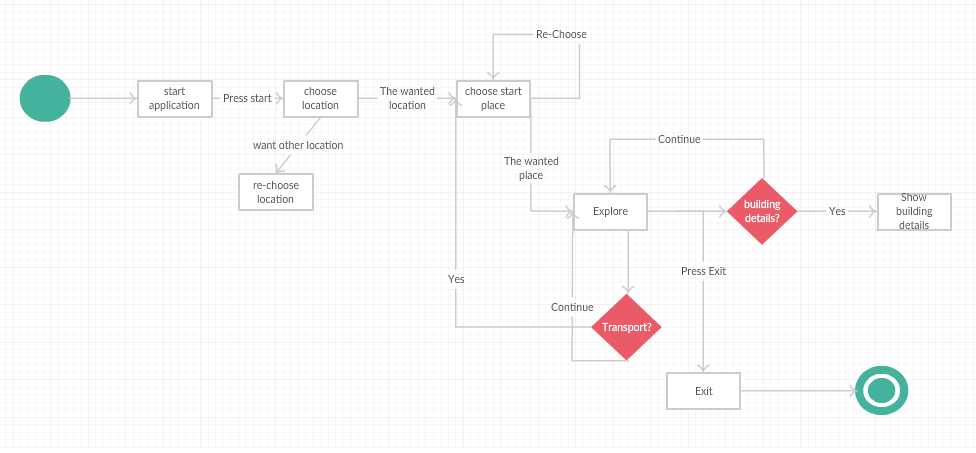 Re-Choose
start
application
Press start
choose
location
The wanted
location
choose start
place
want other location
re-choose
location
The wanted
place
Continue
Explore
building
details?
Yes
Show
building
details
Press Exit
Yes
Continue
Transport?
Exit